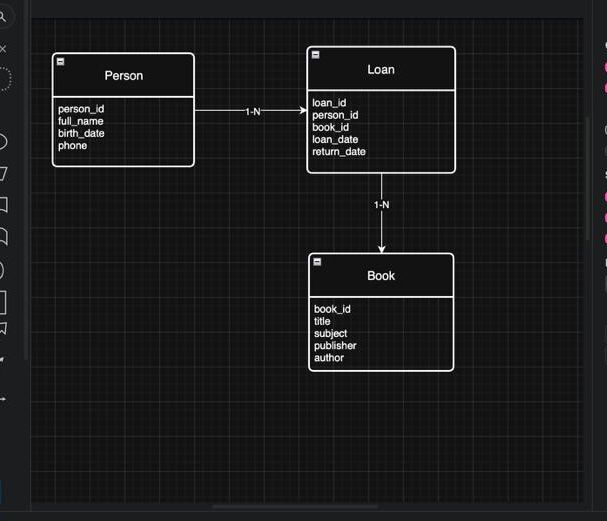 Person
person_id
full_name
birth_date
phone
1-N
Loan
loan_id
person_id
book_id
loan_date
return_date
1-N
Book
book_id
title
subject
publisher
author